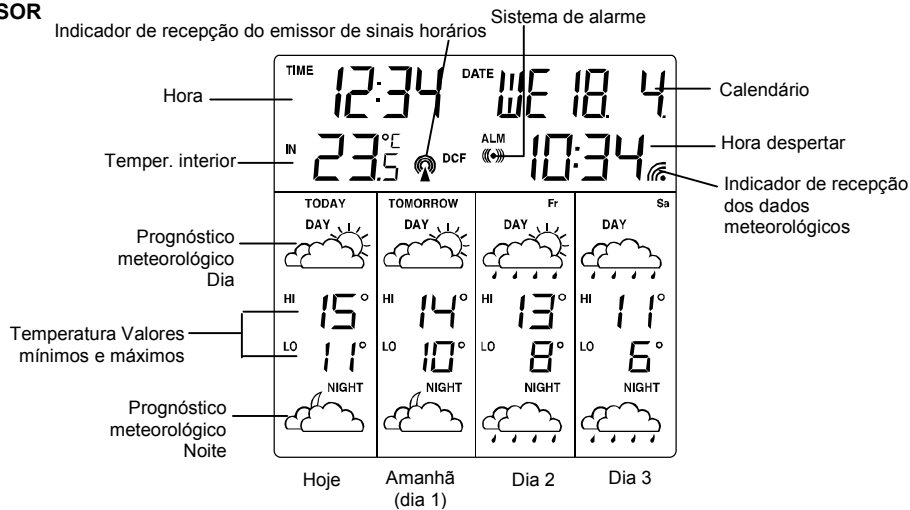 SOR
Sistema de alarme
Indicador de recepção do emissor de sinais horários
TIME 12:34 DATE WE 18. 4.
Hora
Calendário
IN 23.5 °C DCF ALM 10:34
Temper. interior
Hora despertar
Indicador de recepção
dos dados
meteorológicos
TODAY TOMORROW Fr Sa
DAY DAY DAY DAY
Prognóstico
meteorológico
Dia
HI 15° HI 14° HI 13° HI 11°
Temperatura Valores
mínimos e máximos
LO 11° LO 10° LO 8° LO 6°
NIGHT NIGHT NIGHT NIGHT
Prognóstico
meteorológico
Noite
Hoje Amanhã Dia 2 Dia 3
(dia 1)